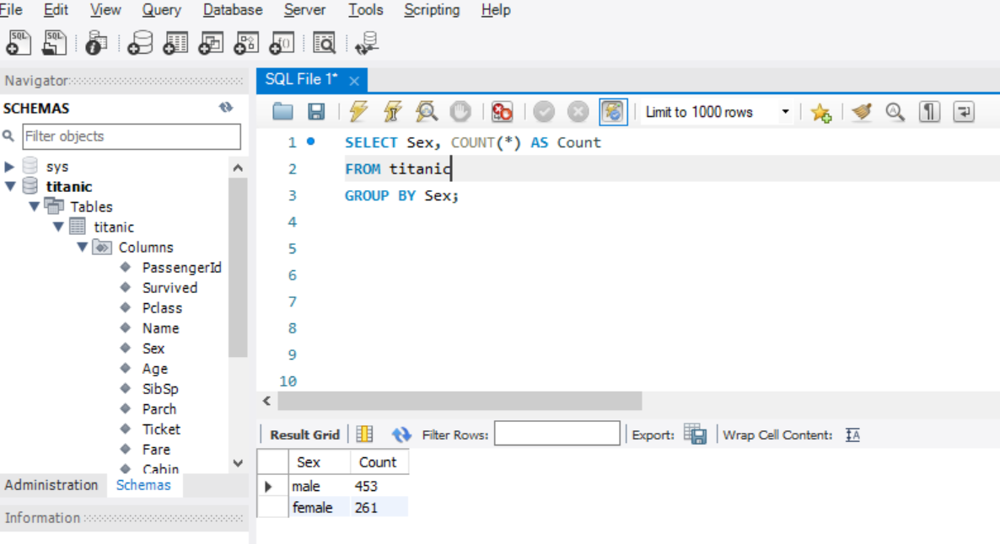 File Edit View Query Database Server Tools Scripting Help
SQL SQL
Navigator
SCHEMAS
Filter objects
sys
titanic
Tables
titanic
Columns
PassengerId
Survived
Pclass
Name
Sex
Age
SibSp
Parch
Ticket
Fare
Cabin
Administration Schemas
Information
SQL File 1*
Limit to 1000 rows
1 SELECT Sex, COUNT(*) AS Count
2 FROM titanic
3 GROUP BY Sex;
4
5
6
7
8
9
10
Result Grid Filter Rows: Export: Wrap Cell Content: IA
Sex Count
male 453
female 261